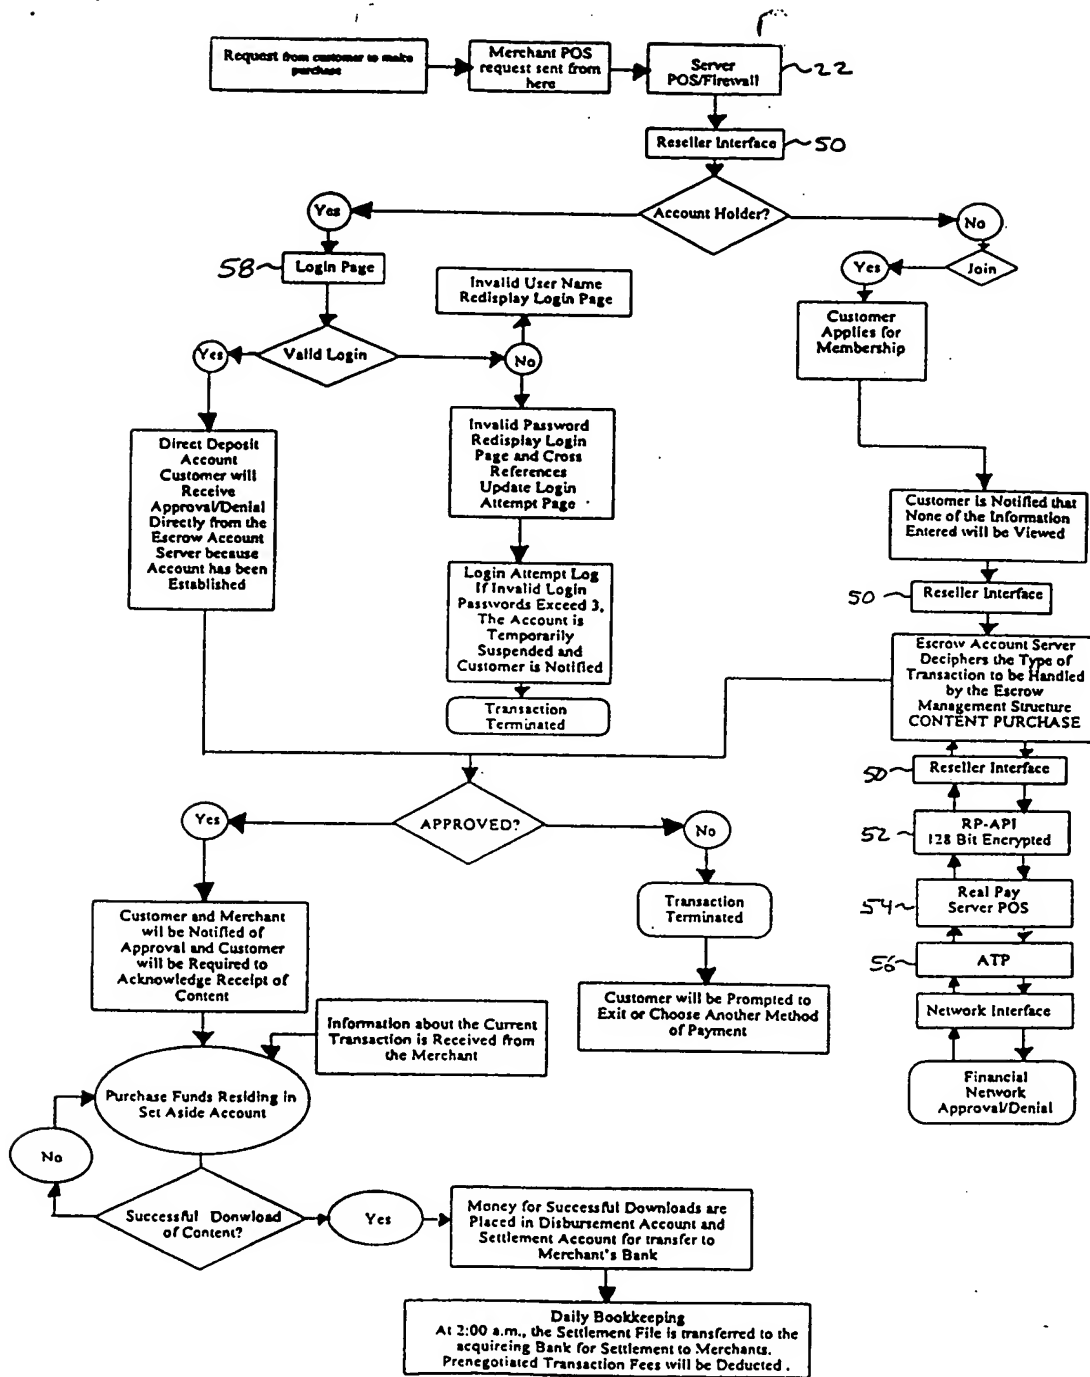 Request from customer to make
purchase
Merchant POS
request sent from
here
Server
POS/Firewall
22
Reseller Interface
50
Account Holder?
Yes
No
58
Login Page
Join
Yes
Invalid User Name
Redisplay Login Page
Customer
Applies for
Membership
Valid Login
Yes
No
Direct Deposit
Account
Customer will
Receive
Approval/Denial
Directly from the
Escrow Account
Server because
Account has been
Established
Invalid Password
Redisplay Login
Page and Cross
References
Update Login
Attempt Page
Customer is Notified that
None of the Information
Entered will be Viewed
Login Attempt Log
If Invalid Login
Passwords Exceed 3,
The Account is
Temporarily
Suspended and
Customer is Notified
50
Reseller Interface
Transaction
Terminated
Escrow Account Server
Deciphers the Type of
Transaction to be Handled
by the Escrow
Management Structure
CONTENT PURCHASE
50
Reseller Interface
APPROVED?
Yes
No
52
RP-API
128 Bit Encrypted
Transaction
Terminated
54
Real Pay
Server POS
Customer and Merchant
will be Notified of
Approval and Customer
will be Required to
Acknowledge Receipt of
Content
56
ATP
Customer will be Prompted to
Exit or Choose Another Method
of Payment
Network Interface
Information about the Current
Transaction is Received from
the Merchant
Financial
Network
Approval/Denial
Purchase Funds Residing in
Set Aside Account
No
Successful Donwload
of Content?
Yes
Money for Successful Downloads are
Placed in Disbursement Account and
Settlement Account for transfer to
Merchant's Bank
Daily Bookkeeping
At 2:00 a.m., the Settlement File is transferred to the
acquireing Bank for Settlement to Merchants.
Prenegotiated Transaction Fees will be Deducted .